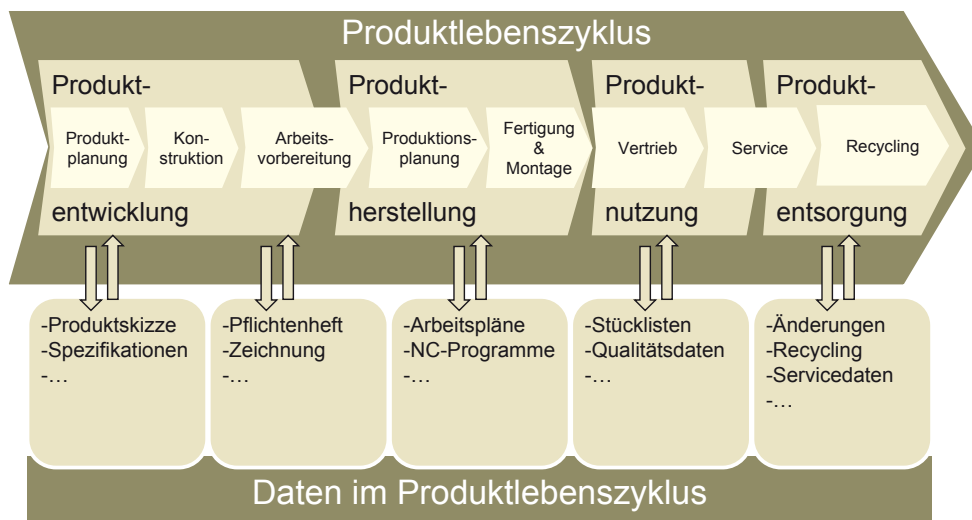 Produktlebenszyklus
Produkt-
entwicklung
Produkt-
planung
Kon-
struktion
Arbeits-
vorbereitung
Produkt-
herstellung
Produktions-
planung
Fertigung
&
Montage
Produkt-
nutzung
Vertrieb
Service
Produkt-
entsorgung
Recycling
-Produktskizze
-Spezifikationen
-...
-Pflichtenheft
-Zeichnung
-...
-Arbeitspläne
-NC-Programme
-...
-Stücklisten
-Qualitätsdaten
-...
-Änderungen
-Recycling
-Servicedaten
-...
Daten im Produktlebenszyklus